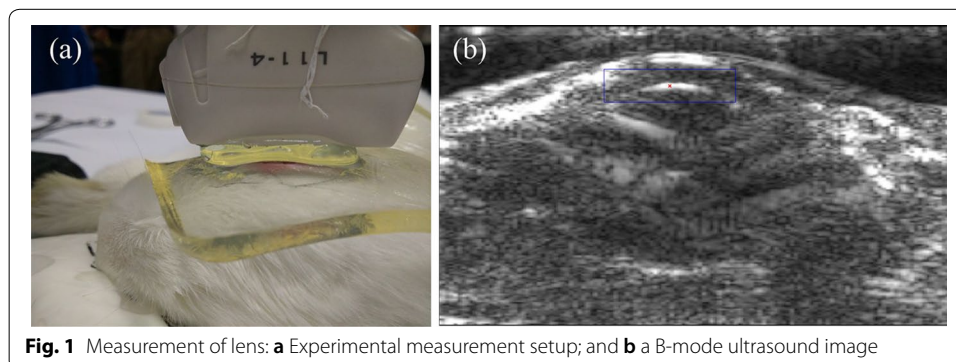 (a)
L11-4
(b)
Fig. 1 Measurement of lens: a Experimental measurement setup; and b a B-mode ultrasound image